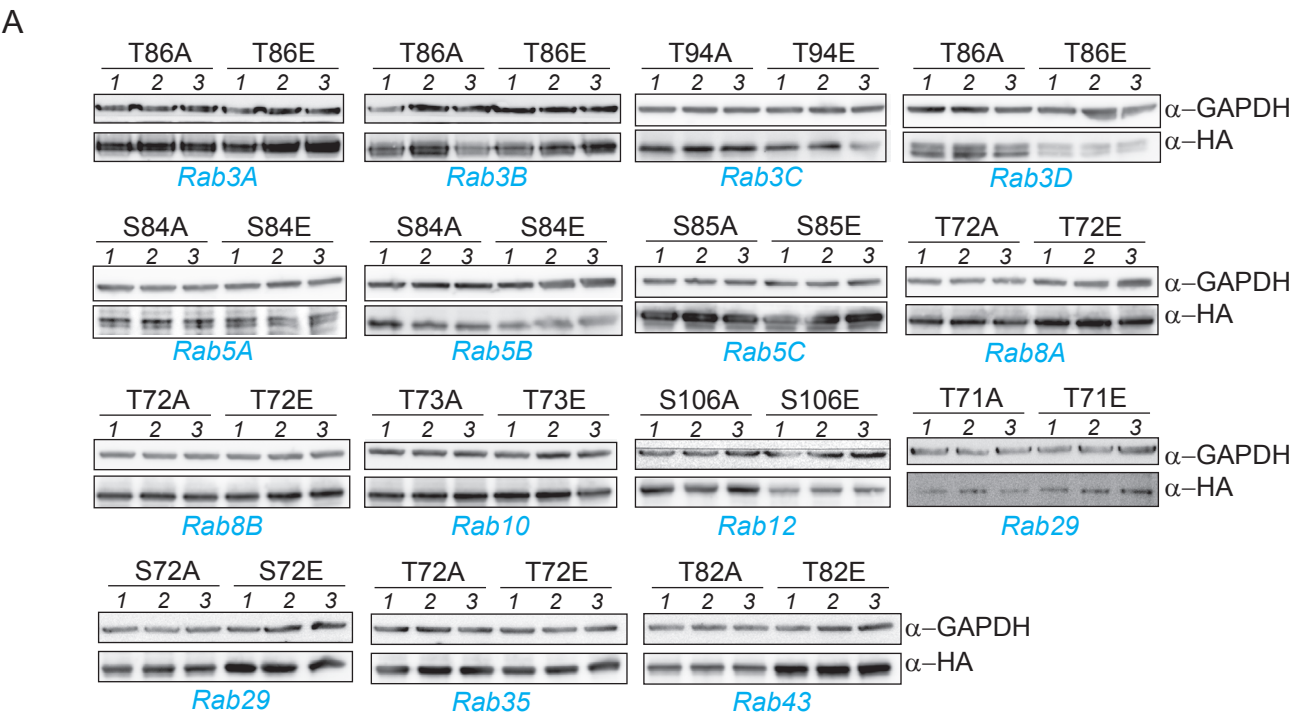 A
T86A T86E T86A T86E T94A T94E T86A T86E
1 2 3 1 2 3 1 2 3 1 2 3 1 2 3 1 2 3 1 2 3 1 2 3
α–GAPDH
α–HA
Rab3A Rab3B Rab3C Rab3D
S84A S84E S84A S84E S85A S85E T72A T72E
1 2 3 1 2 3 1 2 3 1 2 3 1 2 3 1 2 3 1 2 3 1 2 3
α–GAPDH
α–HA
Rab5A Rab5B Rab5C Rab8A
T72A T72E T73A T73E S106A S106E T71A T71E
1 2 3 1 2 3 1 2 3 1 2 3 1 2 3 1 2 3 1 2 3 1 2 3
α–GAPDH
α–HA
Rab8B Rab10 Rab12 Rab29
S72A S72E T72A T72E T82A T82E
1 2 3 1 2 3 1 2 3 1 2 3 1 2 3 1 2 3
α–GAPDH
α–HA
Rab29 Rab35 Rab43